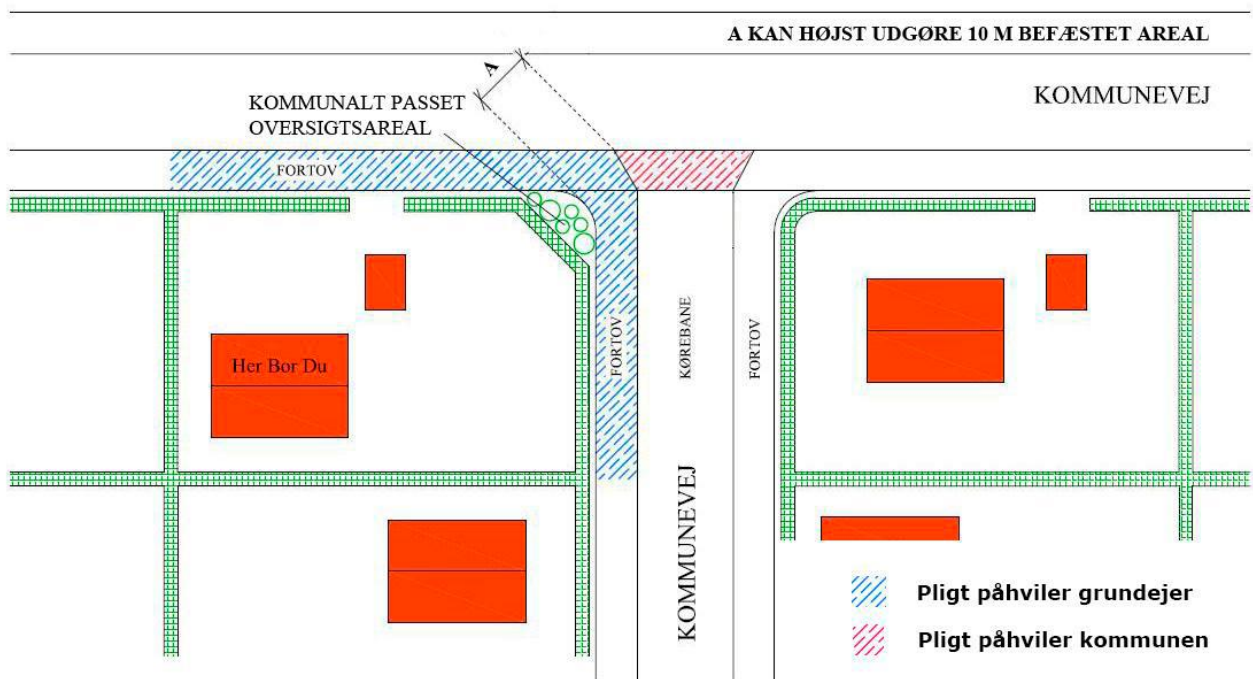 A KAN HØJST UDGØRE 10 M BEFÆSTET AREAL
A
KOMMUNEVEJ
KOMMUNALT PASSET
OVERSIGTSAREAL
FORTOV
Her Bor Du
FORTOV
KØREBANE
FORTOV
KOMMUNEVEJ
Pligt påhviler grundejer
Pligt påhviler kommunen